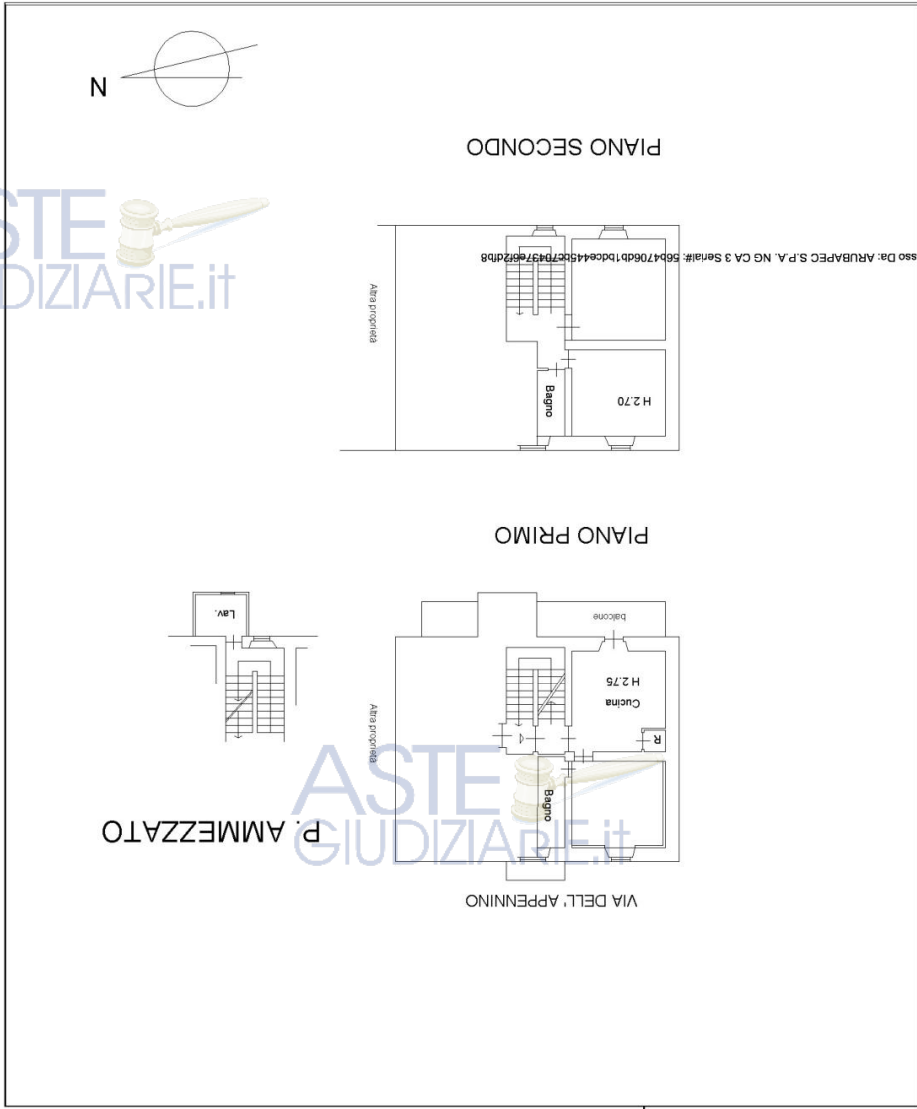 N
PIANO SECONDO
ASTE
GIUDIZIARIE.it
sso Da: ARUBAPEC S.P.A. NG CA 3 Serial#: 56b4706db1bdce445bc70437e6f2dfb8
Altra proprietà
Bagno
H 2.70
PIANO PRIMO
Lav.
balcone
H 2.75
Cucina
R
Altra proprietà
Bagno
ASTE
GIUDIZIARIE.it
P. AMMEZZATO
VIA DELL' APPENNINO